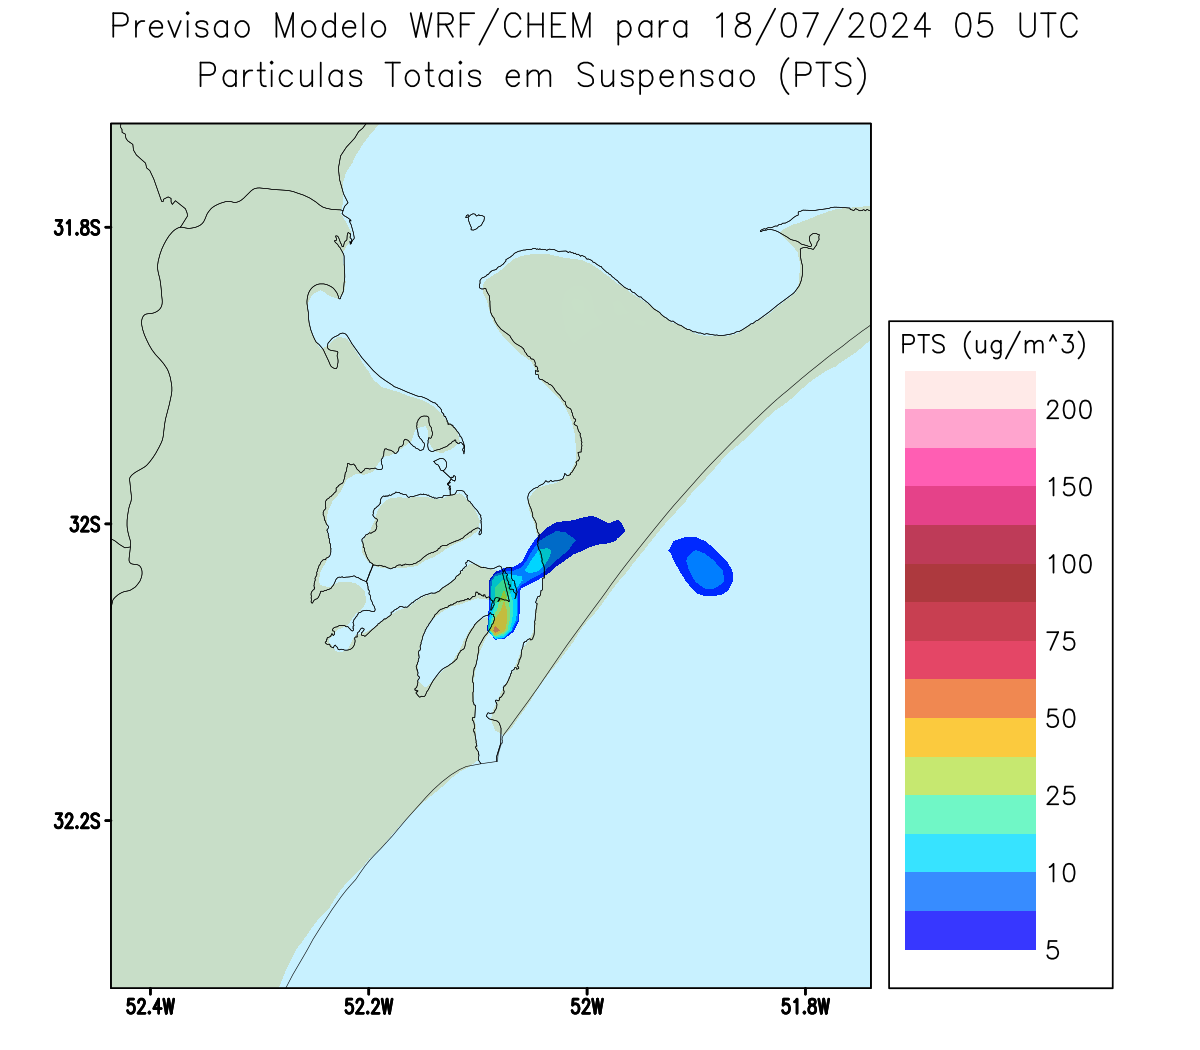 Previsao Modelo WRF/CHEM para 18/07/2024 05 UTC
Particulas Totais em Suspensao (PTS)
31.8S
32S
32.2S
52.4W
52.2W
52W
51.8W
PTS (ug/m^3)
200
150
100
75
50
25
10
5